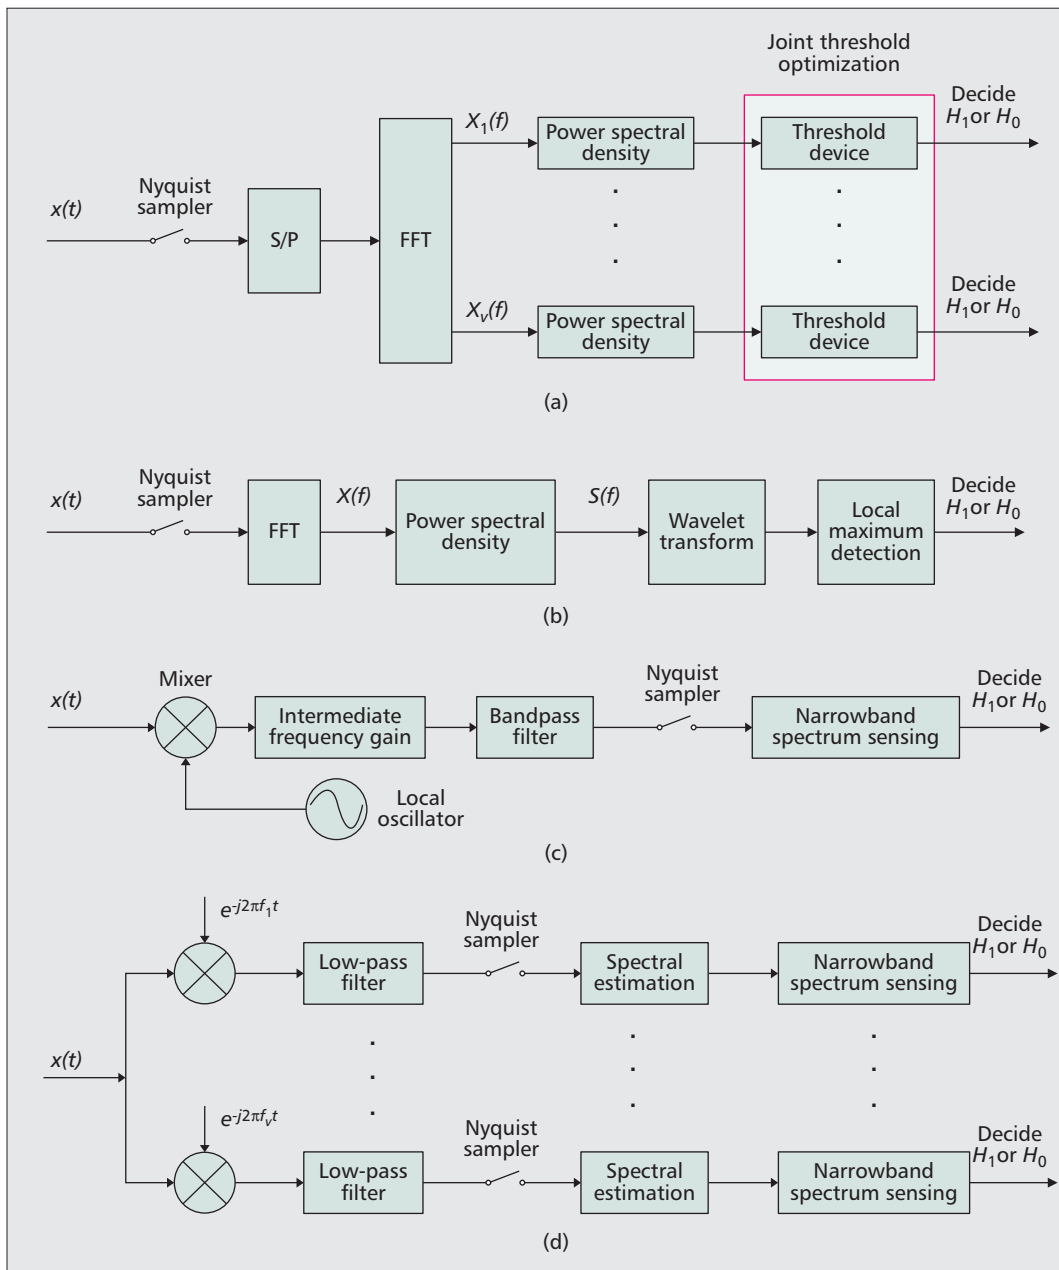 Joint threshold
optimization
Decide
H1 or H0
X1(f)
Power spectral
density
Threshold
device
x(t)
Nyquist
sampler
S/P
FFT
Xv(f)
Power spectral
density
Threshold
device
Decide
H1 or H0
(a)
x(t)
Nyquist
sampler
FFT
X(f)
Power spectral
density
S(f)
Wavelet
transform
Local
maximum
detection
Decide
H1 or H0
(b)
x(t)
Mixer
Intermediate
frequency gain
Bandpass
filter
Nyquist
sampler
Narrowband
spectrum sensing
Decide
H1 or H0
Local
oscillator
(c)
e-j2πf1t
Low-pass
filter
Nyquist
sampler
Spectral
estimation
Narrowband
spectrum sensing
Decide
H1 or H0
x(t)
e-j2πfvt
Low-pass
filter
Nyquist
sampler
Spectral
estimation
Narrowband
spectrum sensing
Decide
H1 or H0
(d)